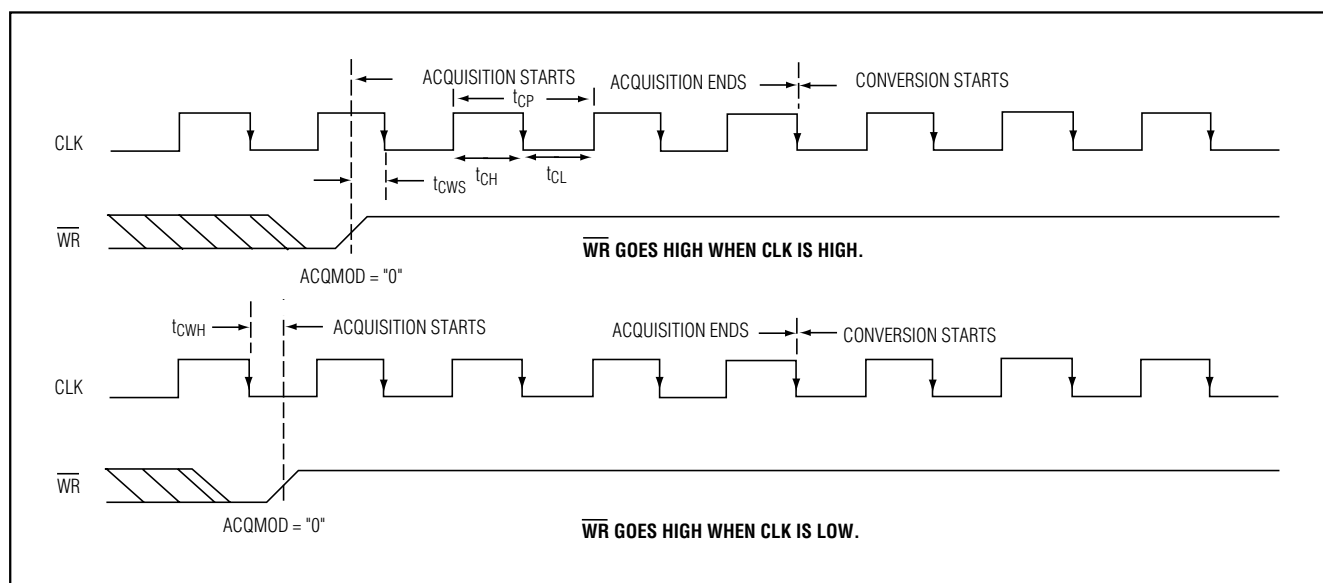 ACQUISITION STARTS
ACQUISITION ENDS
CONVERSION STARTS
tCP
CLK
tCWS
tCH
tCL
WR
WR GOES HIGH WHEN CLK IS HIGH.
ACQMOD = "0"
tCWH
ACQUISITION STARTS
ACQUISITION ENDS
CONVERSION STARTS
CLK
WR
ACQMOD = "0"
WR GOES HIGH WHEN CLK IS LOW.